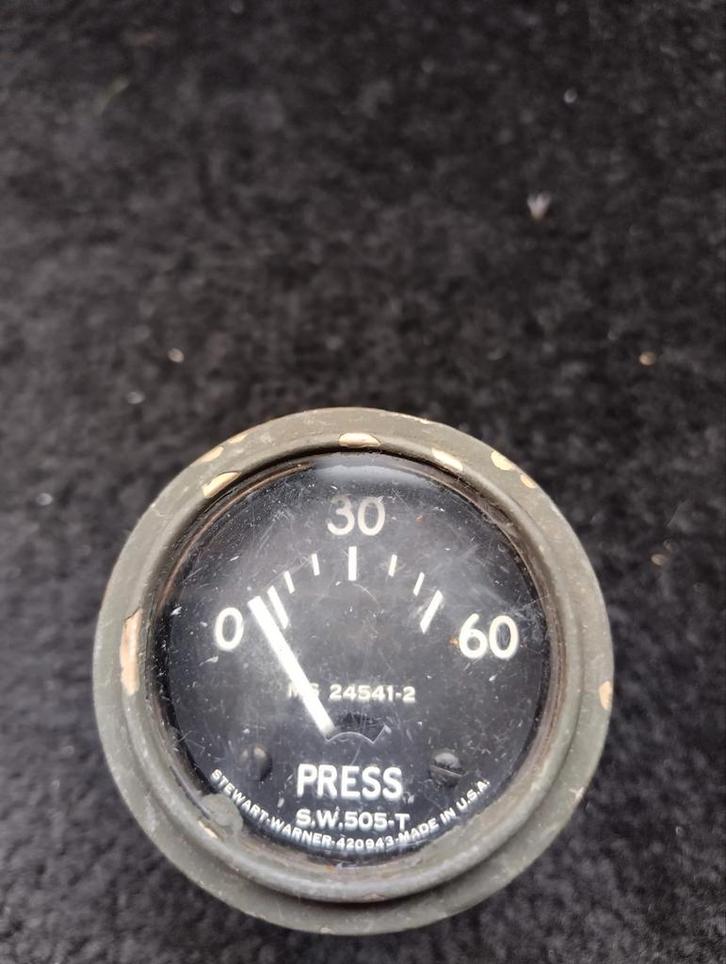 30
0 60
MS 24541-2
PRESS
S.W.505-T
STEWART-WARNER-420943-MADE IN U.S.A.